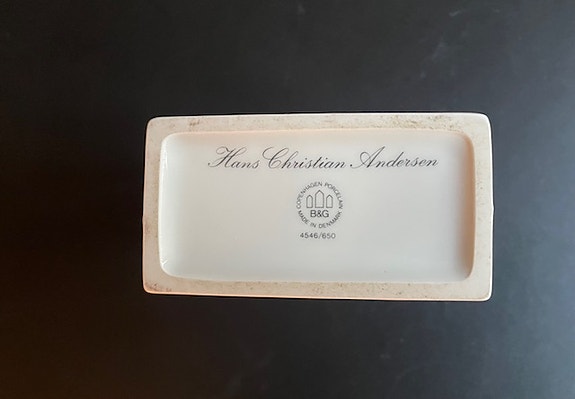 Hans Christian Andersen
COPENHAGEN PORCELAIN
B&G
MADE IN DENMARK
4546/650